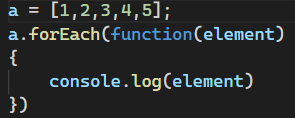 a = [1,2,3,4,5];
a.forEach(function(element)
{
    console.log(element)
})